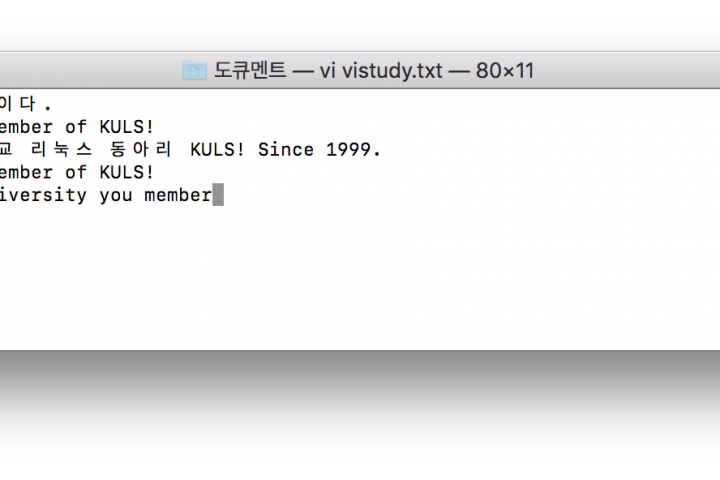 도큐멘트 — vi vistudy.txt — 80×11
이다.
ember of KULS!
교 리눅스 동아리 KULS! Since 1999.
ember of KULS!
iversity you member